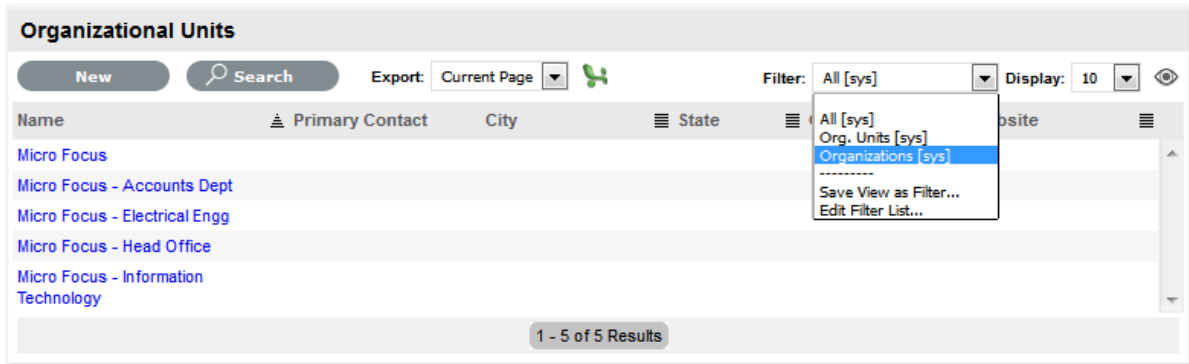 Organizational Units
New Search Export: Current Page Filter: All [sys] Display: 10
Name Primary Contact City State
All [sys]
Org. Units [sys]
Organizations [sys]
---------
Save View as Filter...
Edit Filter List...
Micro Focus
Micro Focus - Accounts Dept
Micro Focus - Electrical Engg
Micro Focus - Head Office
Micro Focus - Information
Technology
1 - 5 of 5 Results